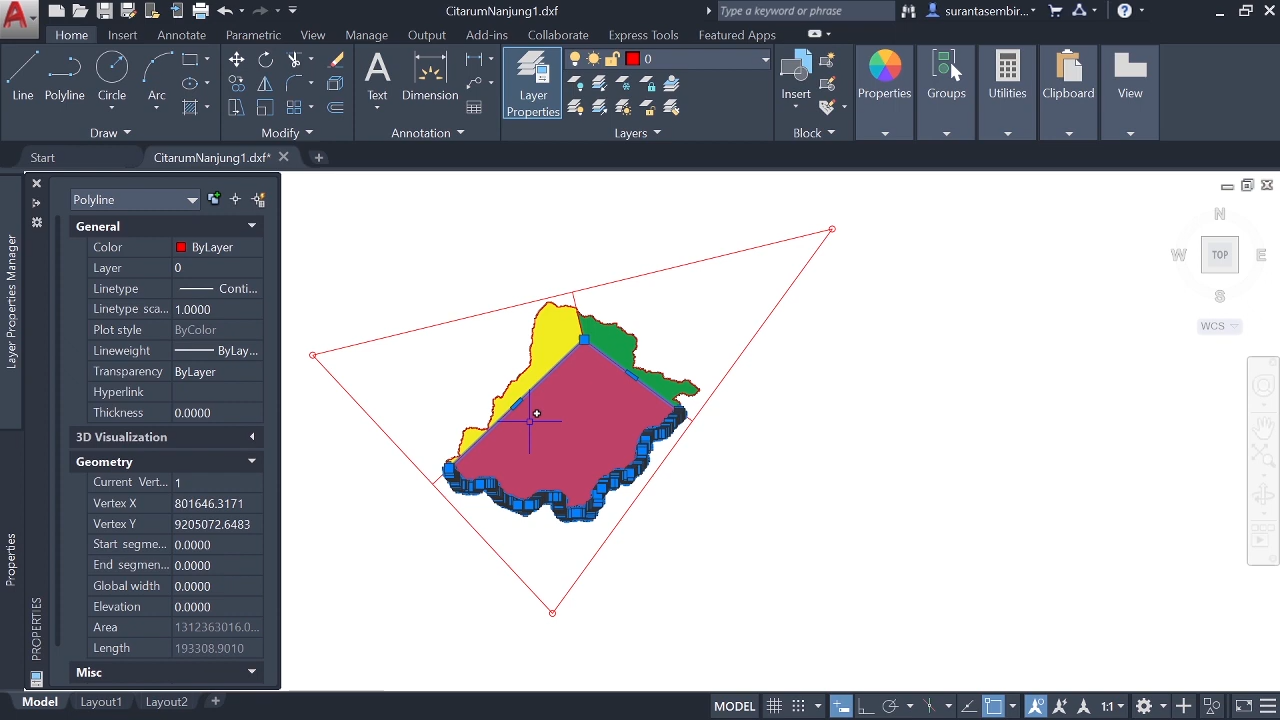 CitarumNanjung1.dxf
Type a keyword or phrase
surantasembir...
Home Insert Annotate Parametric View Manage Output Add-ins Collaborate Express Tools Featured Apps
Line Polyline Circle Arc
Text Dimension
Layer
Properties
0
Insert
Properties Groups Utilities Clipboard View
Draw Modify Annotation Layers Block
Start CitarumNanjung1.dxf*
Polyline
General
Color ByLayer
Layer 0
Linetype Conti...
Linetype sca... 1.0000
Plot style ByColor
Lineweight ByLay...
Transparency ByLayer
Hyperlink
Thickness 0.0000
3D Visualization
Geometry
Current Vert... 1
Vertex X 801646.3171
Vertex Y 9205072.6483
Start segme... 0.0000
End segmen... 0.0000
Global width 0.0000
Elevation 0.0000
Area 1312363016.0...
Length 193308.9010
Misc
Layer Properties Manager
Properties
PROPERTIES
N
W TOP E
S
WCS
Model Layout1 Layout2
MODEL 1:1